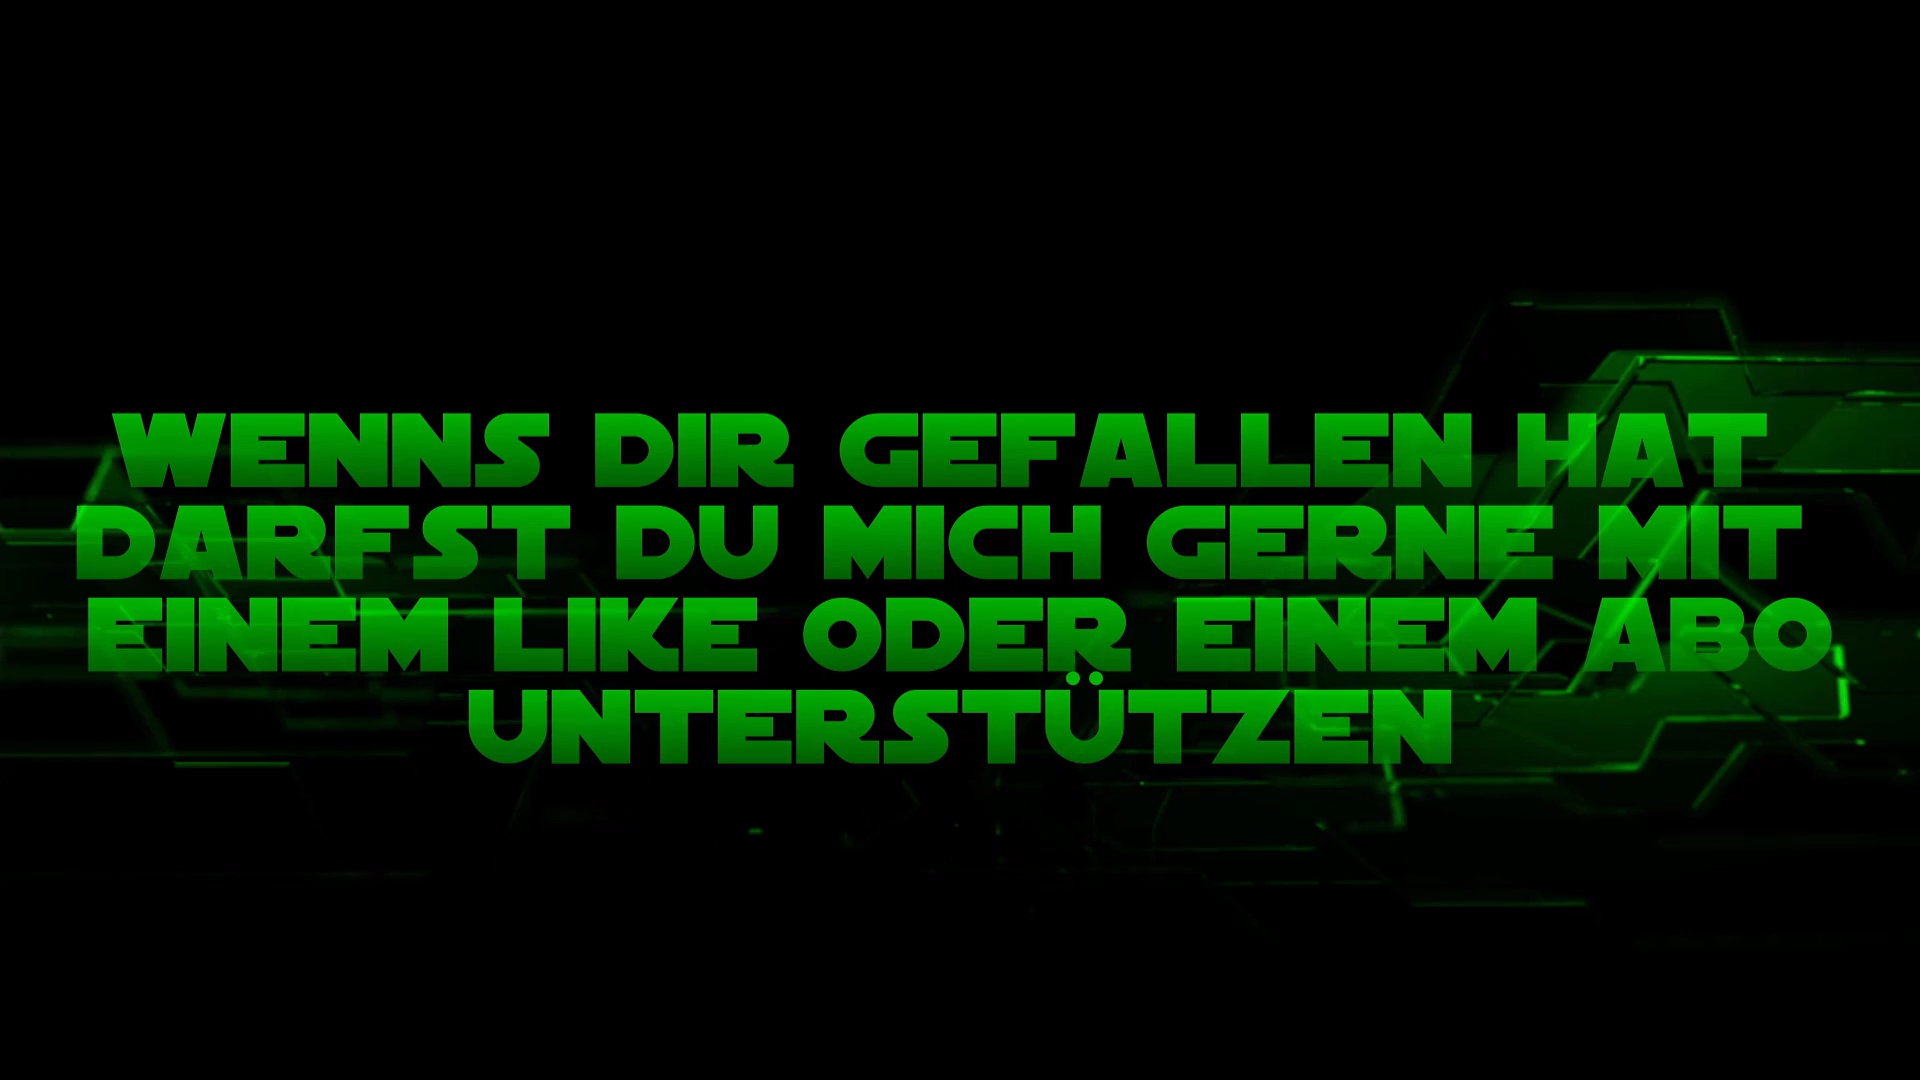 WENNS DIR GEFALLEN HAT
DARFST DU MICH GERNE MIT
EINEM LIKE ODER EINEM ABO
UNTERSTÜTZEN